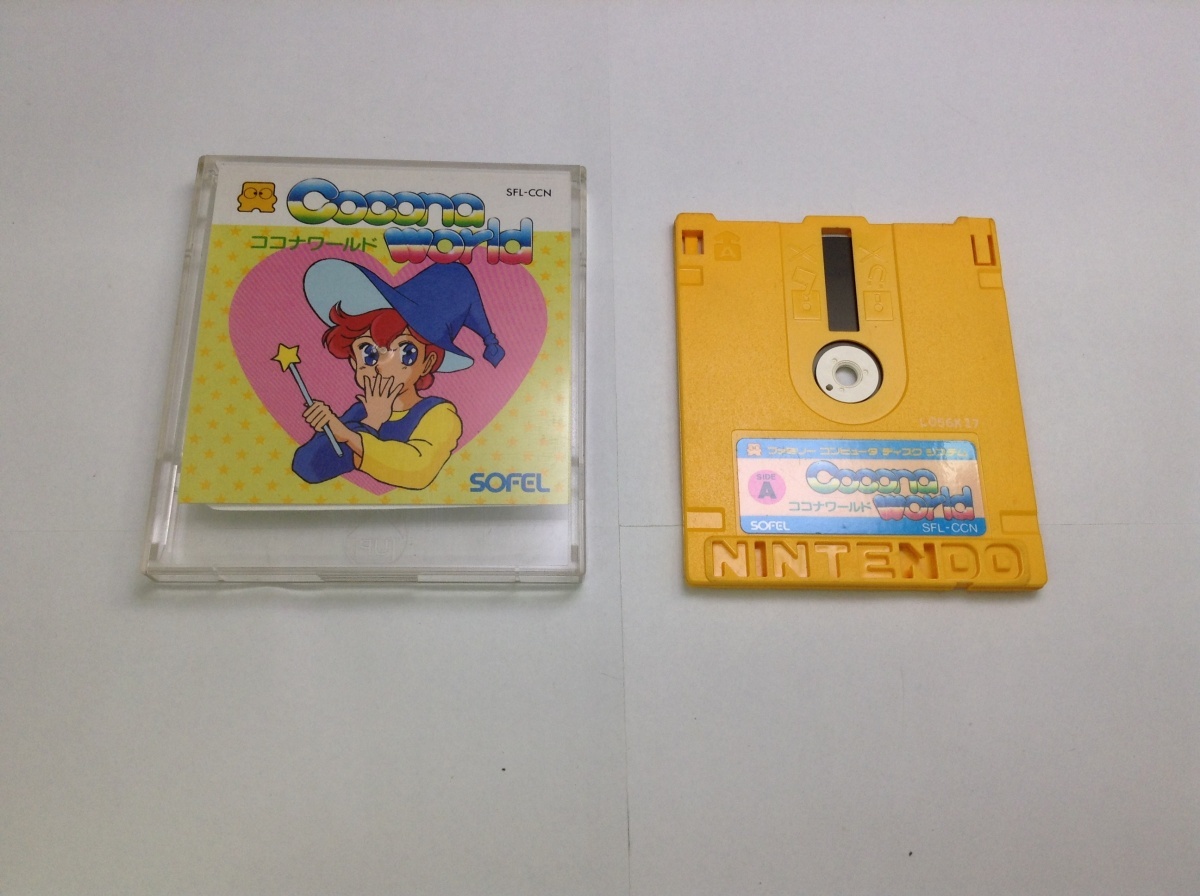 Cocona
world
SFL-CCN
ココナワールド
SOFEL
A
ファミリー コンピュータ ディスク システム
SIDE
A
Cocona
world
ココナワールド
SOFEL
SFL-CCN
NINTENDO